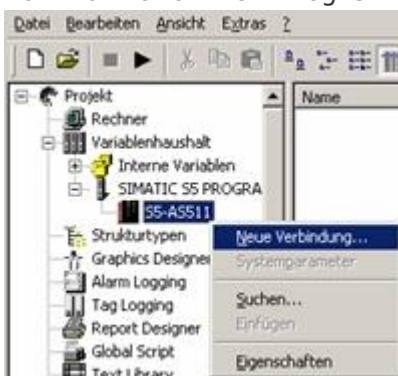 Datei Bearbeiten Ansicht Extras ?
Name
Projekt
Rechner
Variablenhaushalt
Interne Variablen
SIMATIC S5 PROGRA
S5-AS511
Strukturtypen
Graphics Designer
Alarm Logging
Tag Logging
Report Designer
Global Script
Text Library
Neue Verbindung...
Systemparameter
Suchen...
Einfügen
Eigenschaften